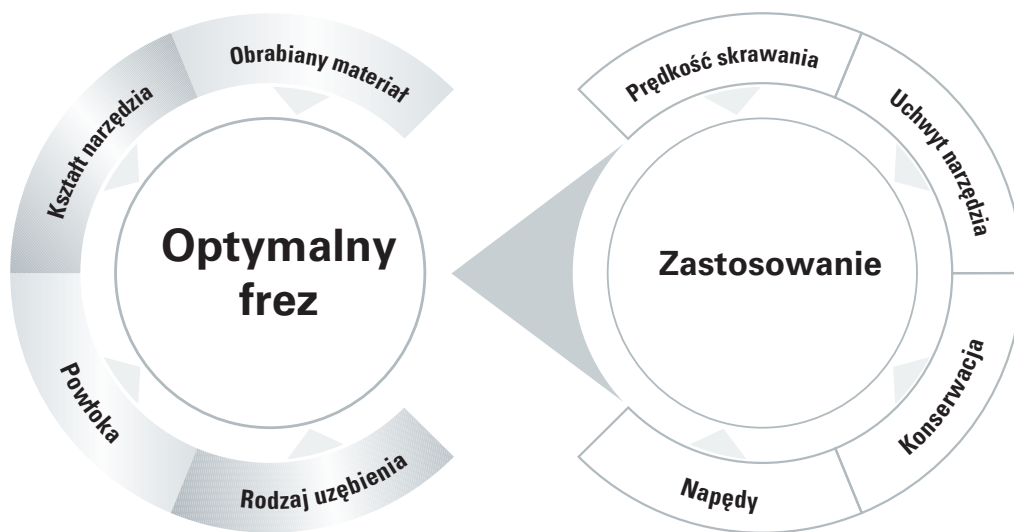 Obrabiany materiał
Kształt narzędzia
Optymalny
frez
Powłoka
Rodzaj uzębienia
Prędkość skrawania
Uchwyt narzędzia
Zastosowanie
Konserwacja
Napędy